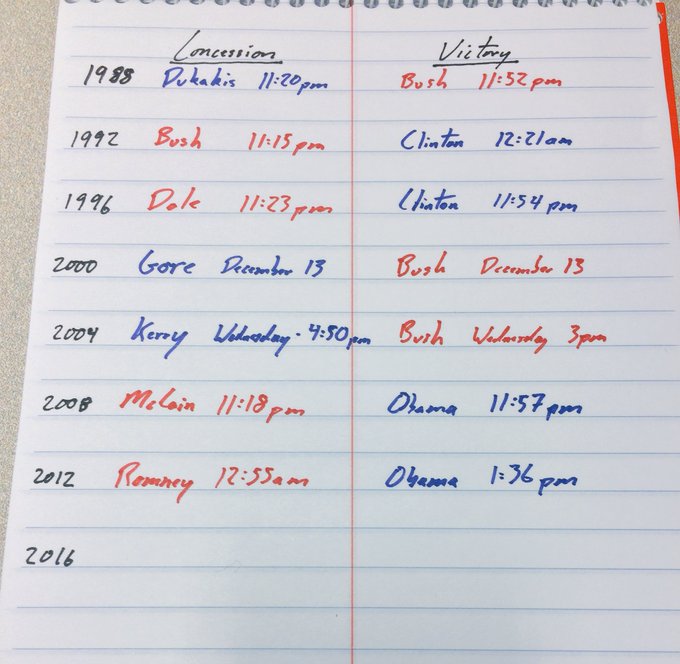 Concession Victory
1988 Dukakis 11:20pm Bush 11:52pm
1992 Bush 11:15pm Clinton 12:21am
1996 Dole 11:23pm Clinton 11:54pm
2000 Gore December 13 Bush December 13
2004 Kerry Wednesday - 4:50pm Bush Wednesday 3pm
2008 McCain 11:18pm Obama 11:57pm
2012 Romney 12:55am Obama 1:36pm
2016